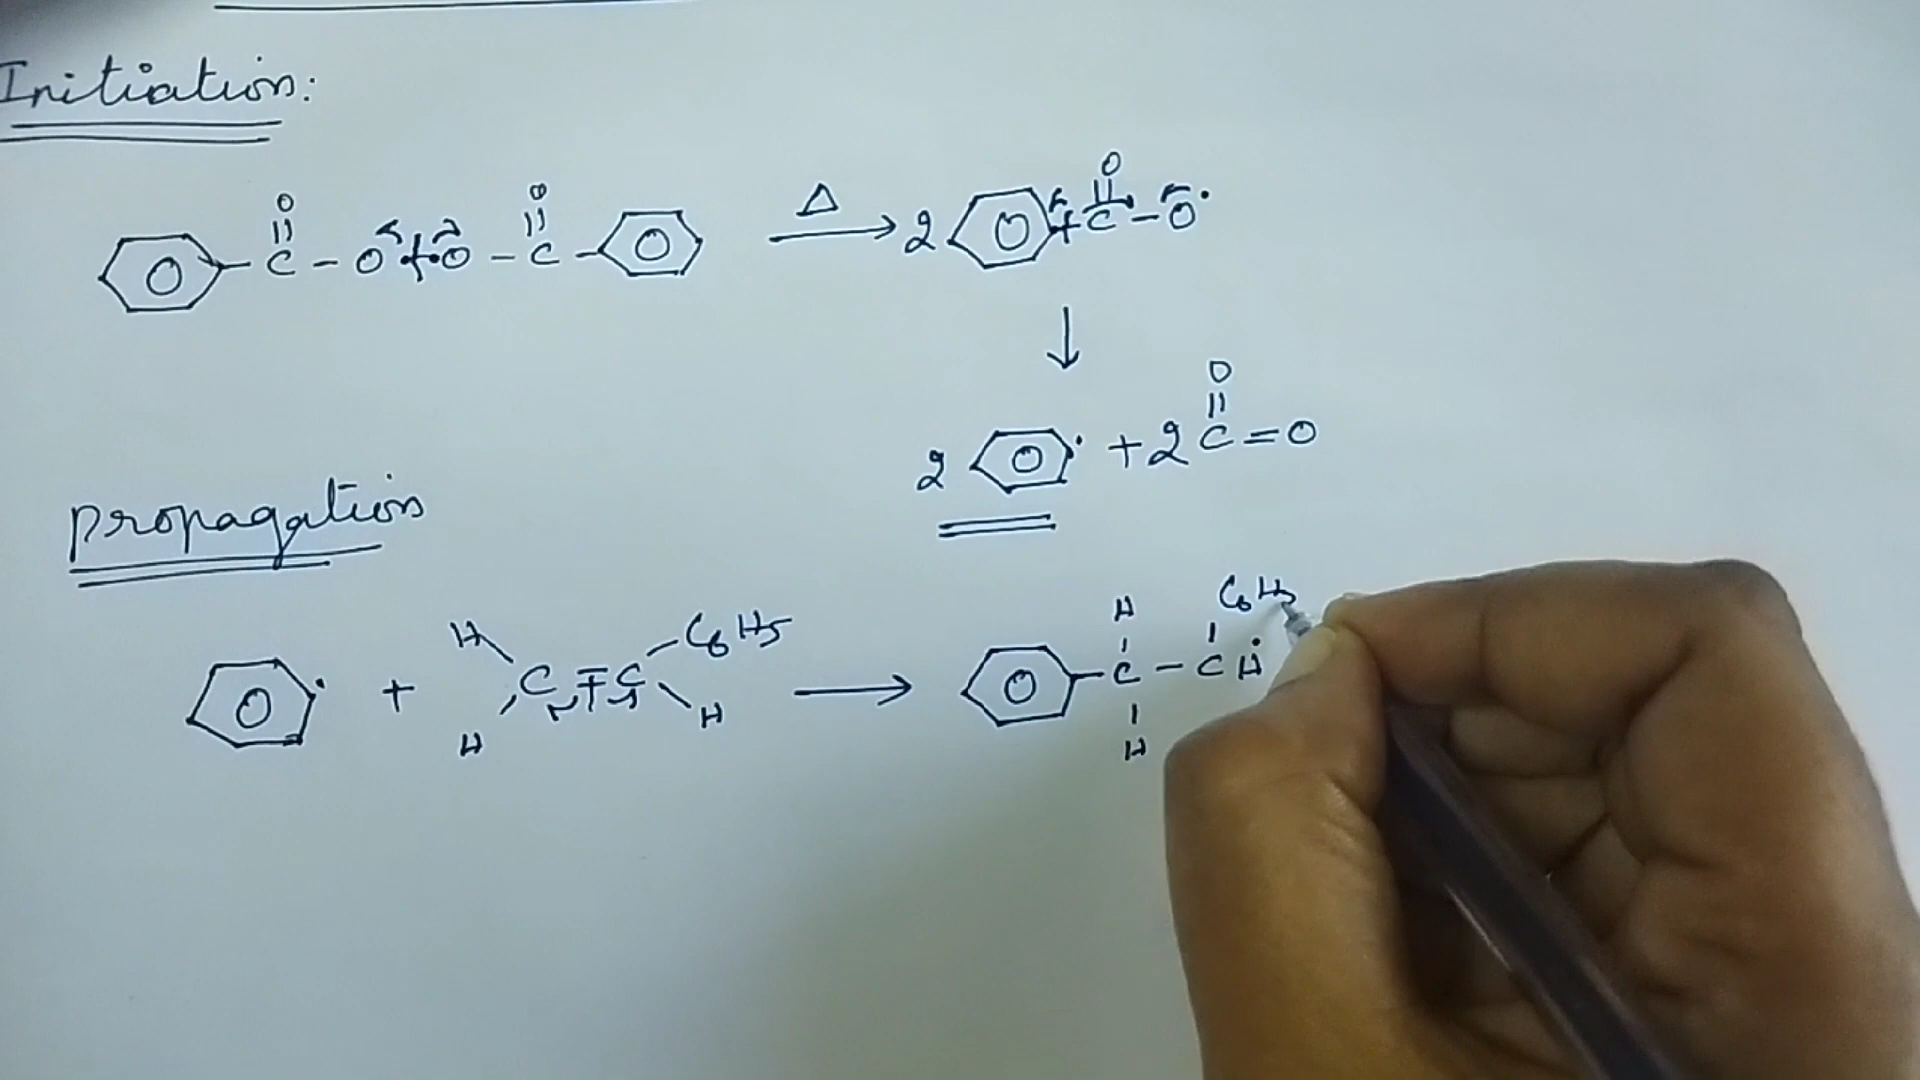 Initiation:
O O O
C - O O - C Δ 2 C - O·
O
2 · + 2 C = O
Propagation
H C6H5 H C6H5
· + C = C → - C - CH
H H H